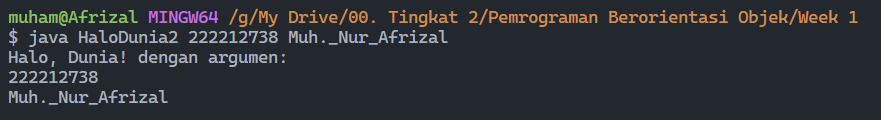 muham@Afrizal MINGW64 /g/My Drive/00. Tingkat 2/Pemrograman Berorientasi Objek/Week 1
$ java HaloDunia2 222212738 Muh._Nur_Afrizal
Halo, Dunia! dengan argumen:
222212738
Muh._Nur_Afrizal